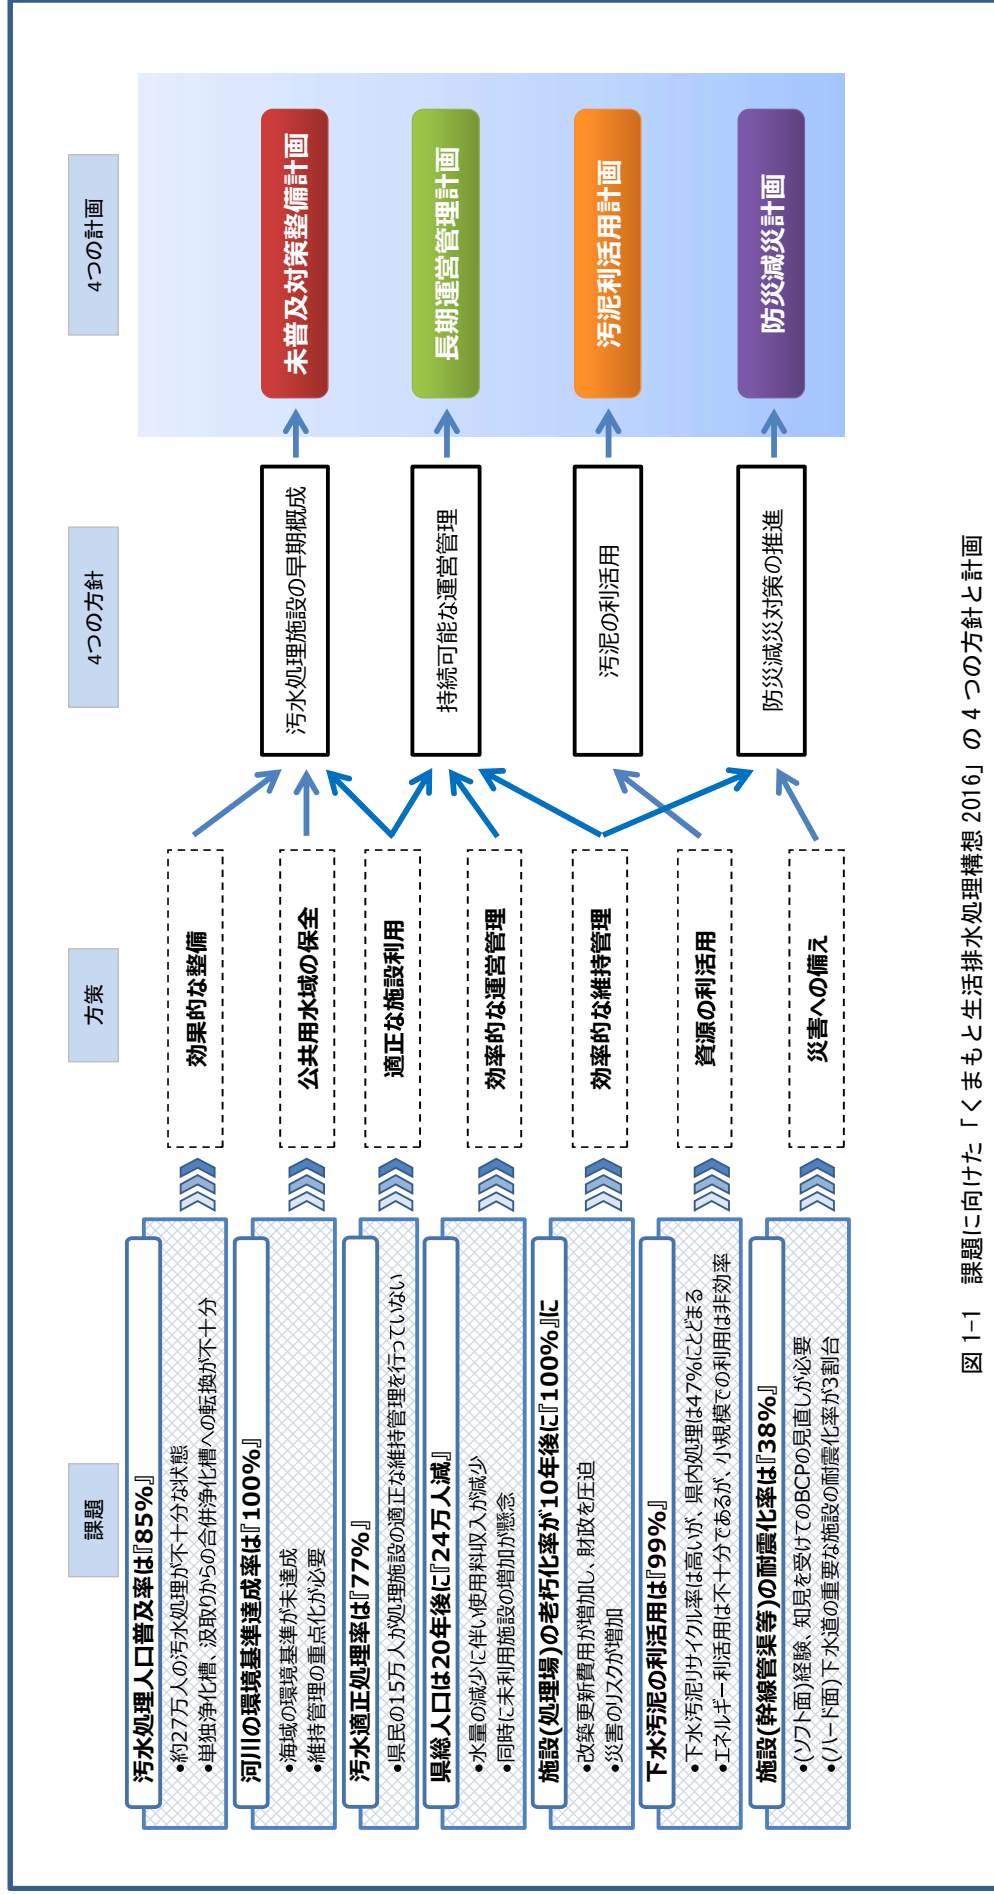 課題
方策
4つの方針
4つの計画
汚水処理人口普及率は『85%』
•約27万人の汚水処理が不十分な状態
•単独浄化槽、汲取りからの合併浄化槽への転換が不十分
河川の環境基準達成率は『100%』
•海域の環境基準が未達成
•維持管理の重点化が必要
汚水適正処理率は『77%』
•県民の15万人が処理施設の適正な維持管理を行っていない
県総人口は20年後に『24万人減』
•水量の減少に伴い使用料収入が減少
•同時に未利用施設の増加が懸念
施設(処理場)の老朽化率が10年後に『100%』に
•改築更新費用が増加し、財政を圧迫
•災害のリスクが増加
下水汚泥の利活用は『99%』
•下水汚泥リサイクル率は高いが、県内処理は47%にとどまる
•エネルギー利活用は不十分であるが、小規模での利用は非効率
施設(幹線管渠等)の耐震化率は『38%』
•(ソフト面)経験、知見を受けてのBCPの見直しが必要
•(ハード面)下水道の重要な施設の耐震化率が3割台
効果的な整備
公共用水域の保全
適正な施設利用
効率的な運営管理
効率的な維持管理
資源の利活用
災害への備え
汚水処理施設の早期概成
持続可能な運営管理
汚泥の利活用
防災減災対策の推進
未普及対策整備計画
長期運営管理計画
汚泥利活用計画
防災減災計画
図 1-1 課題に向けた「くまもと生活排水処理構想 2016」の 4 つの方針と計画